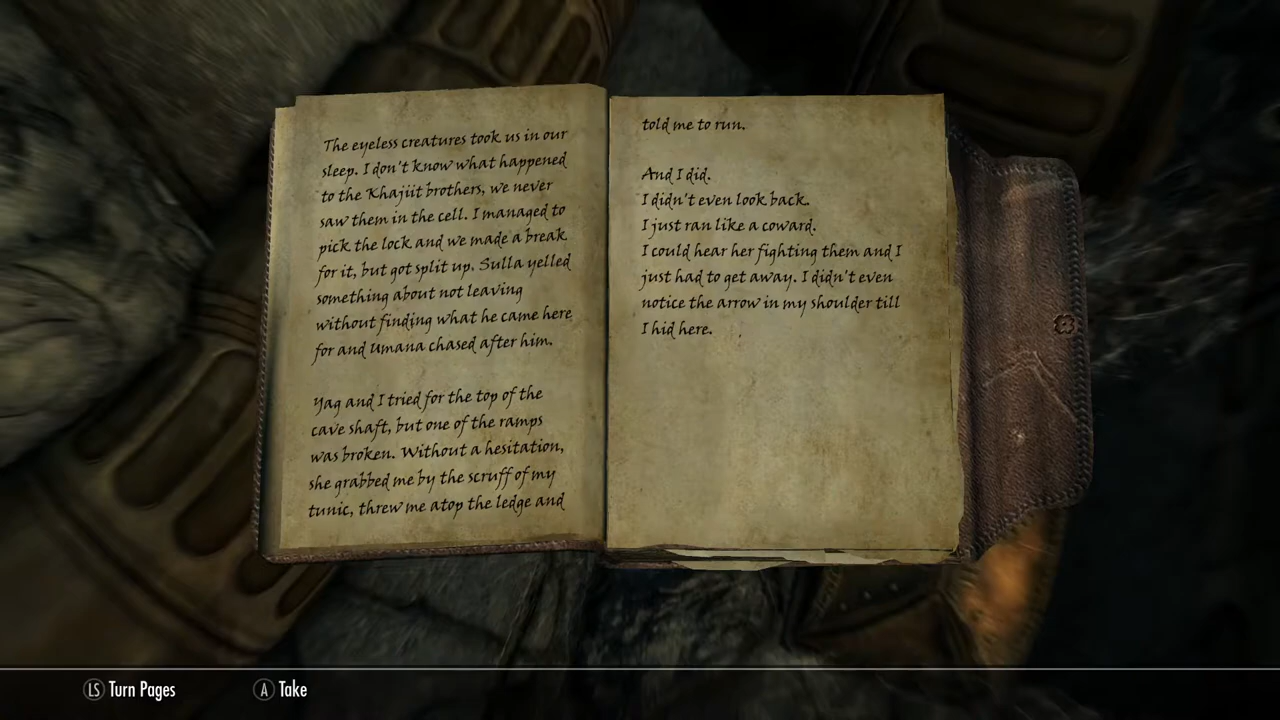 The eyeless creatures took us in our
sleep. I don't know what happened
to the Khajiit brothers, we never
saw them in the cell. I managed to
pick the lock and we made a break
for it, but got split up. Sulla yelled
something about not leaving
without finding what he came here
for and Umana chased after him.
Yag and I tried for the top of the
cave shaft, but one of the ramps
was broken. Without a hesitation,
she grabbed me by the scruff of my
tunic, threw me atop the ledge and
told me to run.
And I did.
I didn't even look back.
I just ran like a coward.
I could hear her fighting them and I
just had to get away. I didn't even
notice the arrow in my shoulder till
I hid here.
LS Turn Pages
A Take